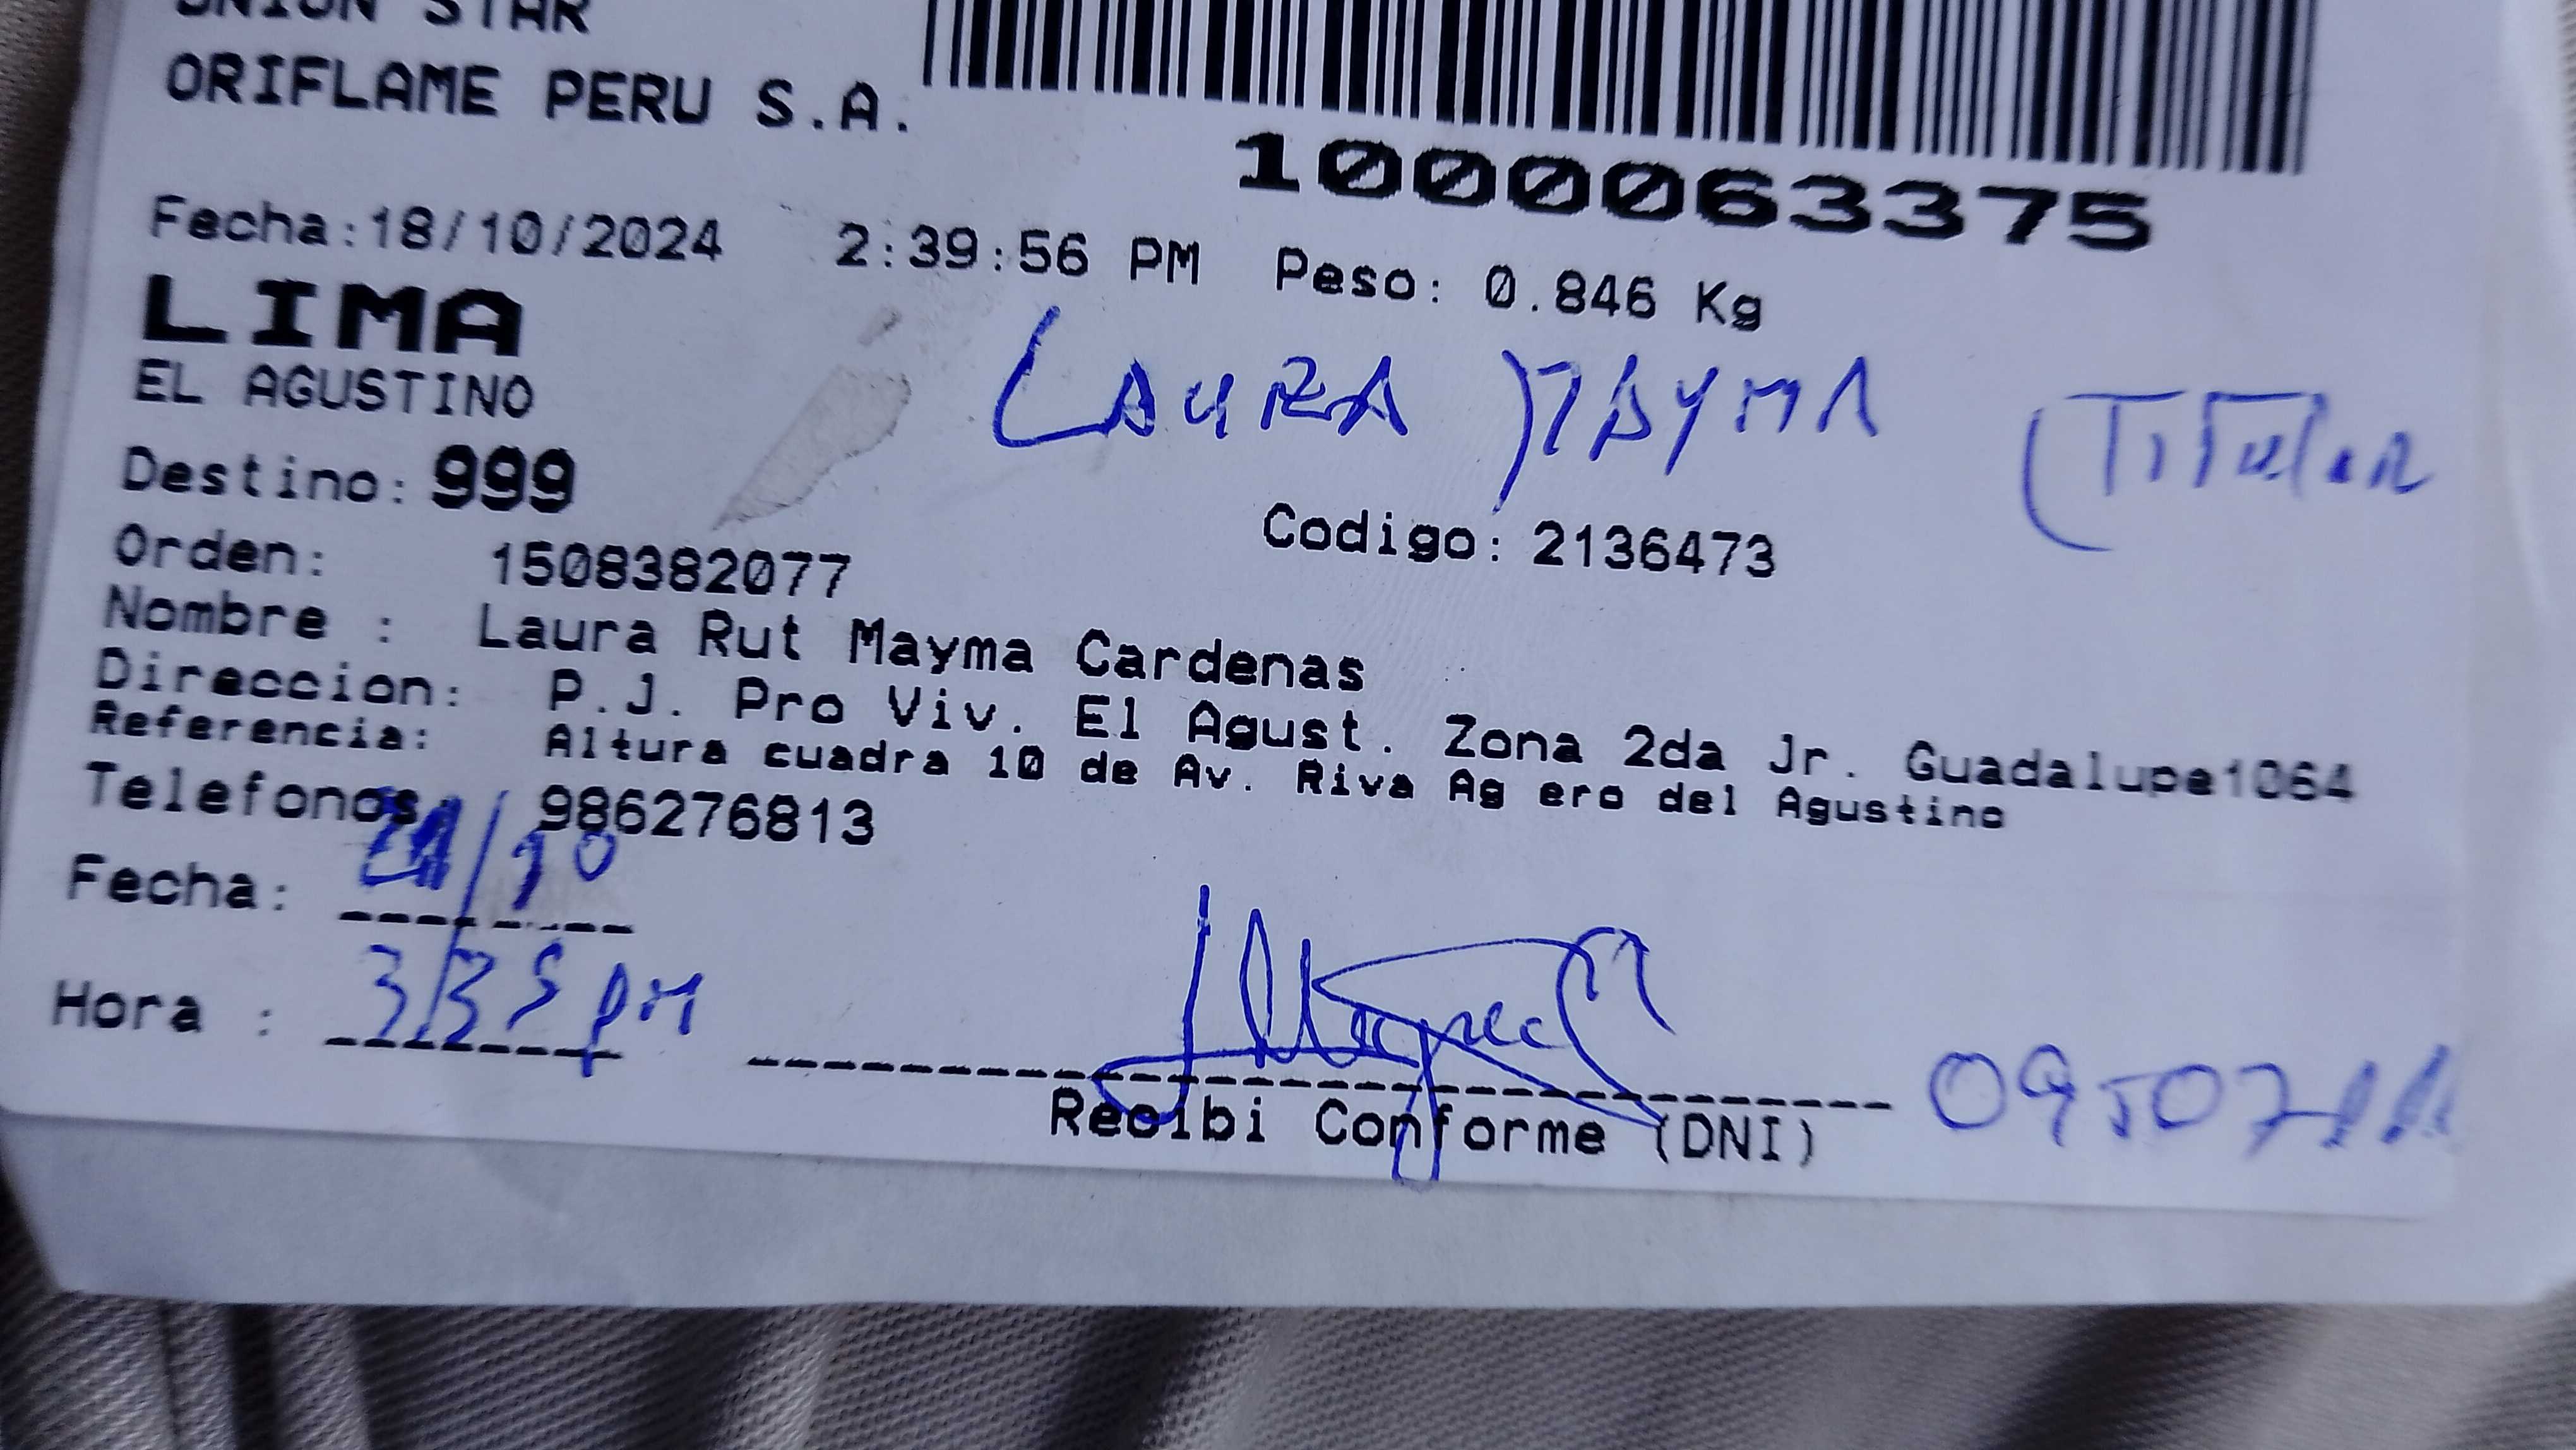 UNION STAR
ORIFLAME PERU S.A.
1000063375
Fecha:18/10/2024 2:39:56 PM Peso: 0.846 Kg
LIMA
EL AGUSTINO
LAURA MAYMA (Titular
Destino: 999
Orden: 1508382077 Codigo: 2136473
Nombre : Laura Rut Mayma Cardenas
Direccion: P.J. Pro Viv. El Agust. Zona 2da Jr. Guadalupe1064
Referencia: Altura cuadra 10 de Av. Riva Ag ero del Agustino
Telefonos 986276813
Fecha: /10
Hora : pM
Recibi Conforme (DNI)